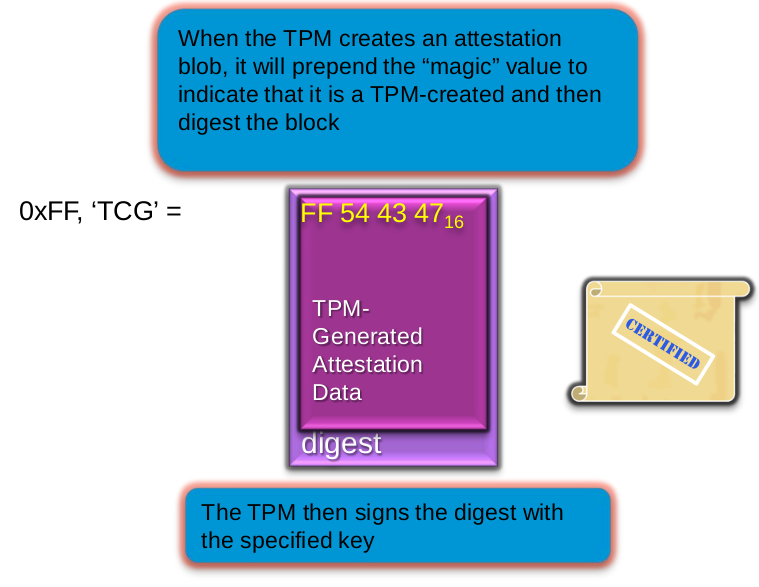 When the TPM creates an attestation
blob, it will prepend the “magic” value to
indicate that it is a TPM-created and then
digest the block
0xFF, ‘TCG’ =
FF 54 43 47₁₆
TPM-
Generated
Attestation
Data
CERTIFIED
digest
The TPM then signs the digest with
the specified key